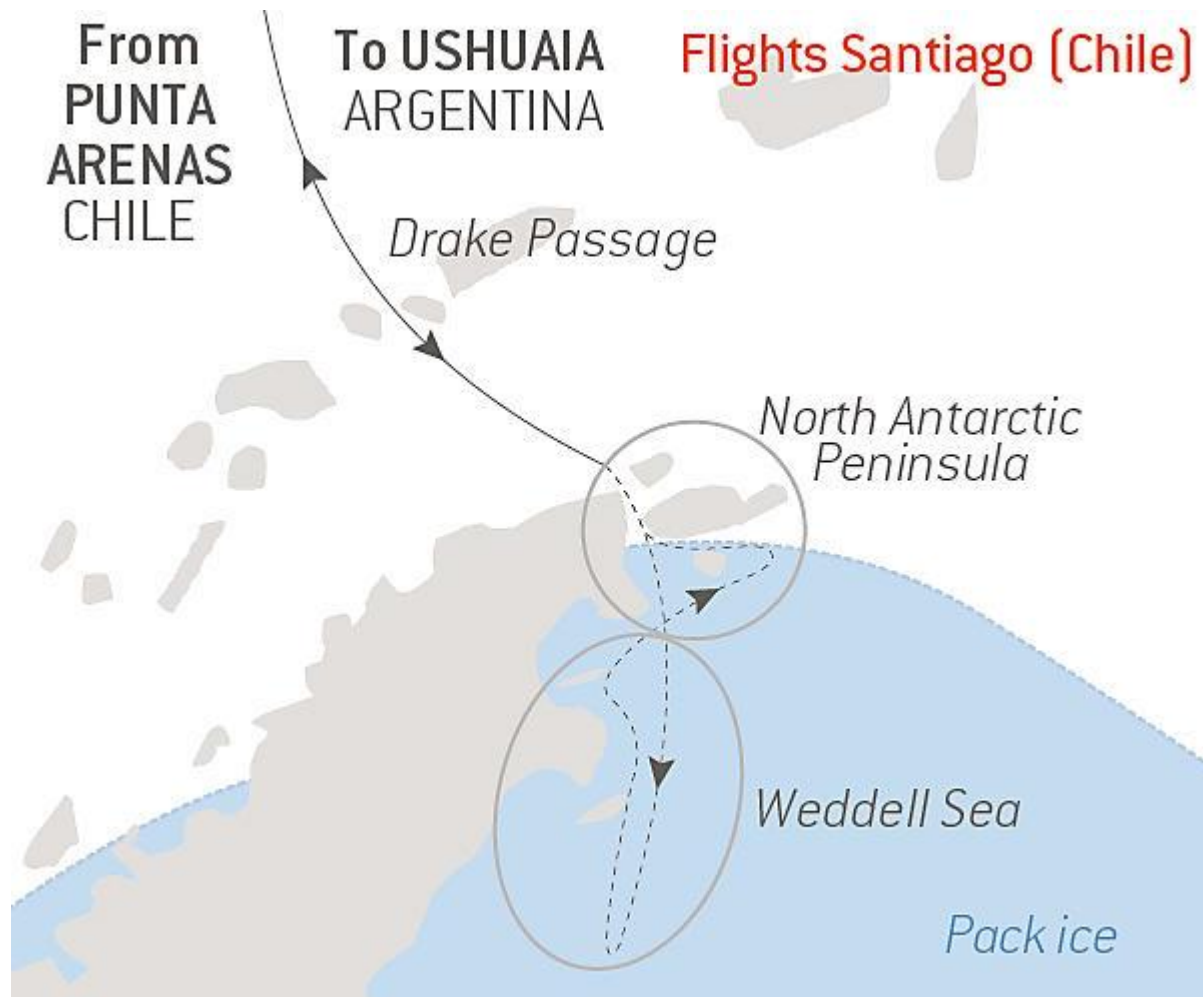 From
PUNTA
ARENAS
CHILE
To USHUAIA
ARGENTINA
Flights Santiago (Chile)
Drake Passage
North Antarctic
Peninsula
Weddell Sea
Pack ice